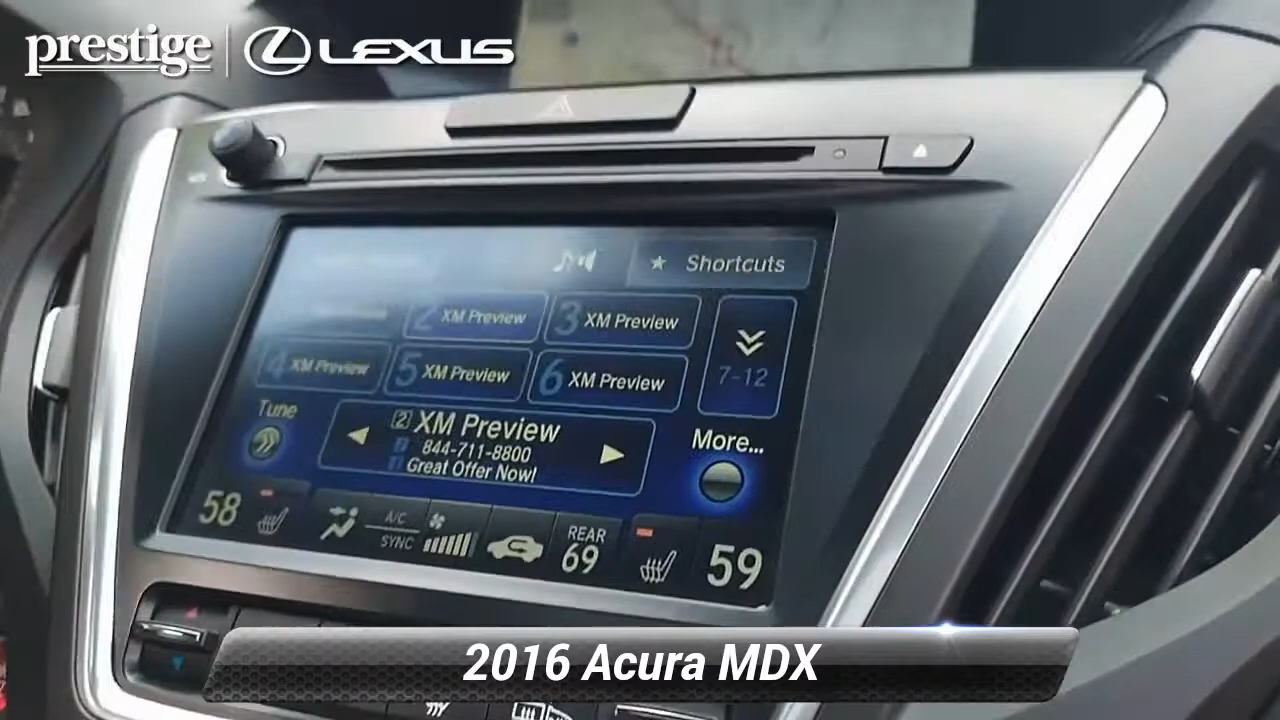 prestige | LEXUS
Shortcuts
2 XM Preview 3 XM Preview
4 XM Preview 5 XM Preview 6 XM Preview
7-12
Tune
2 XM Preview
844-711-8800
Great Offer Now!
More...
58
A/C
SYNC
REAR
69
59
2016 Acura MDX